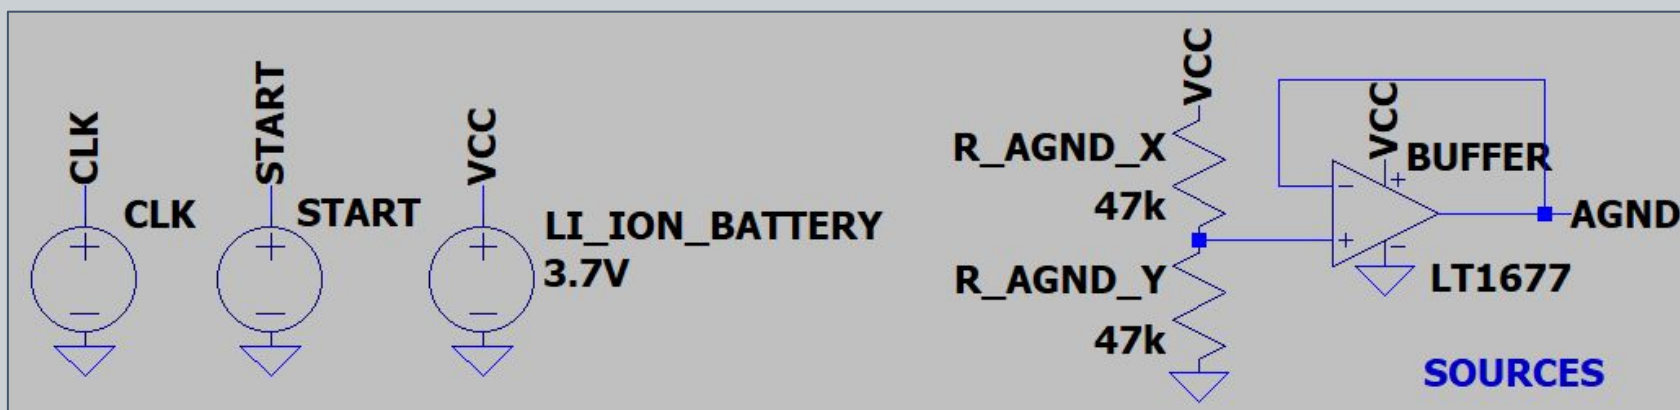 CLK
CLK
START
START
VCC
LI_ION_BATTERY
3.7V
VCC
R_AGND_X
47k
R_AGND_Y
47k
VCC
BUFFER
AGND
LT1677
SOURCES